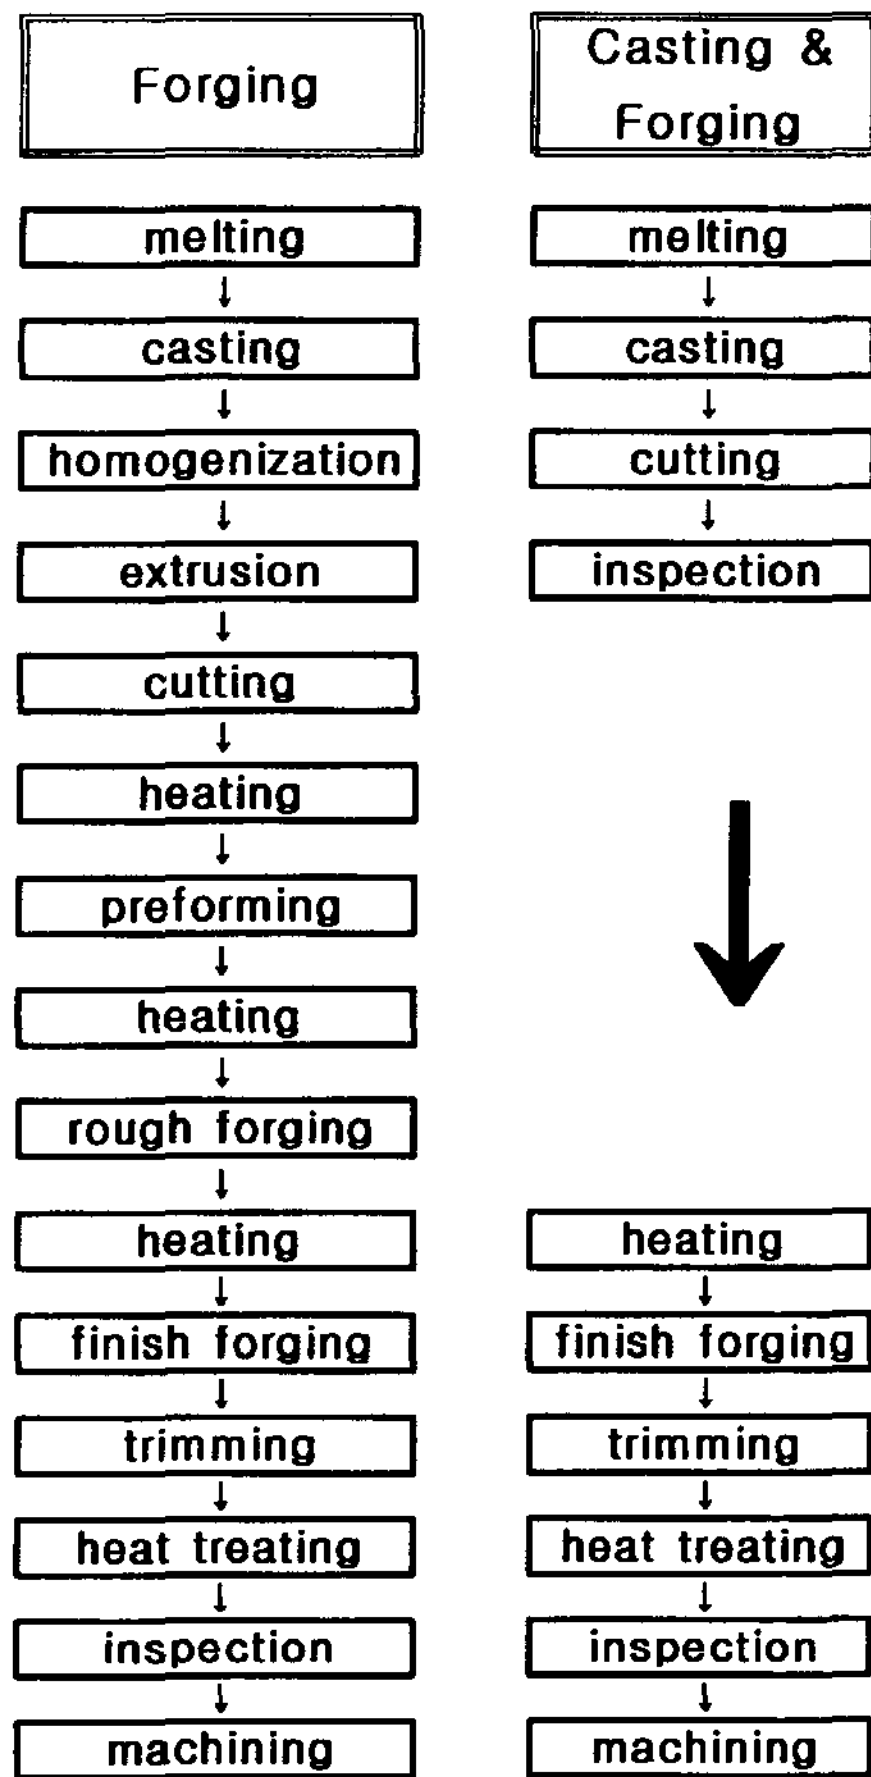 Forging
melting
casting
homogenization
extrusion
cutting
heating
preforming
heating
rough forging
heating
finish forging
trimming
heat treating
inspection
machining
Casting &
Forging
melting
casting
cutting
inspection
heating
finish forging
trimming
heat treating
inspection
machining